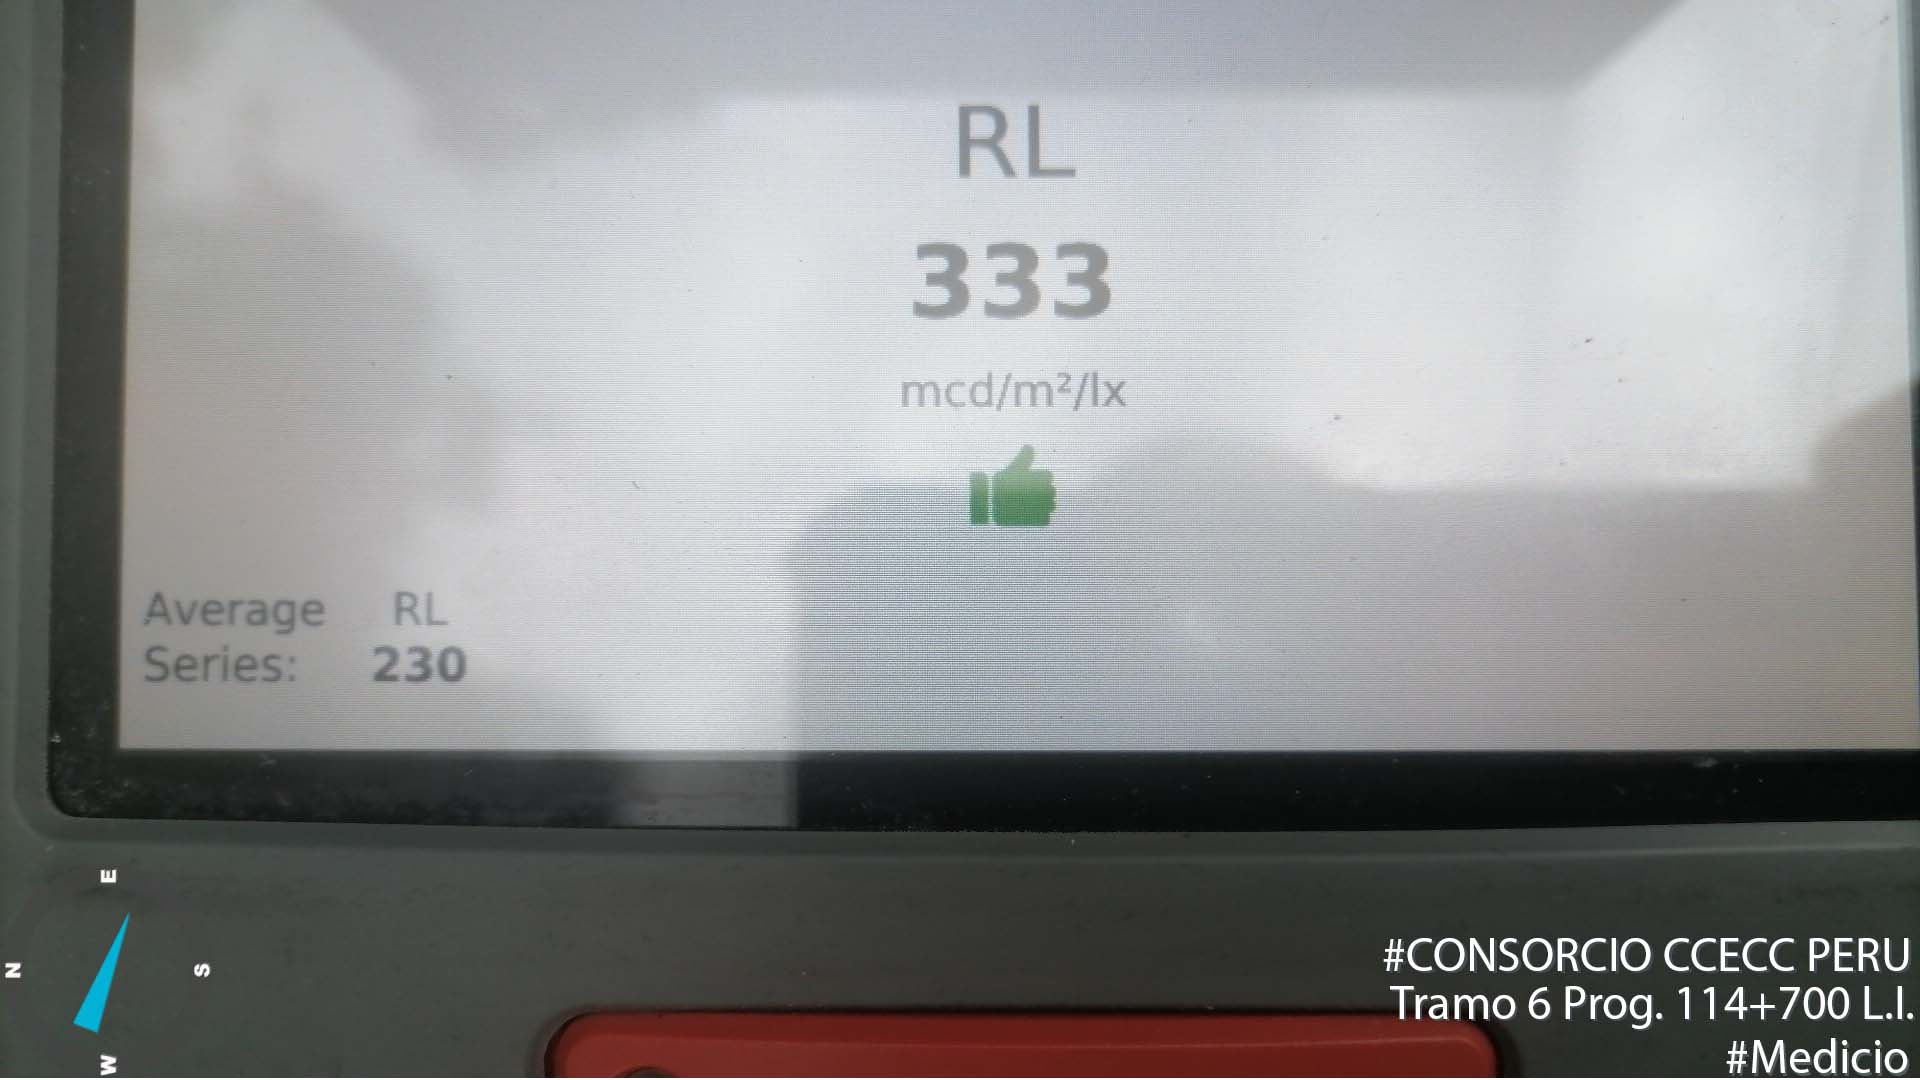 RL
333
mcd/m²/lx
Average RL
Series: 230
E
N S
W
#CONSORCIO CCECC PERU
Tramo 6 Prog. 114+700 L.I.
#Medicio